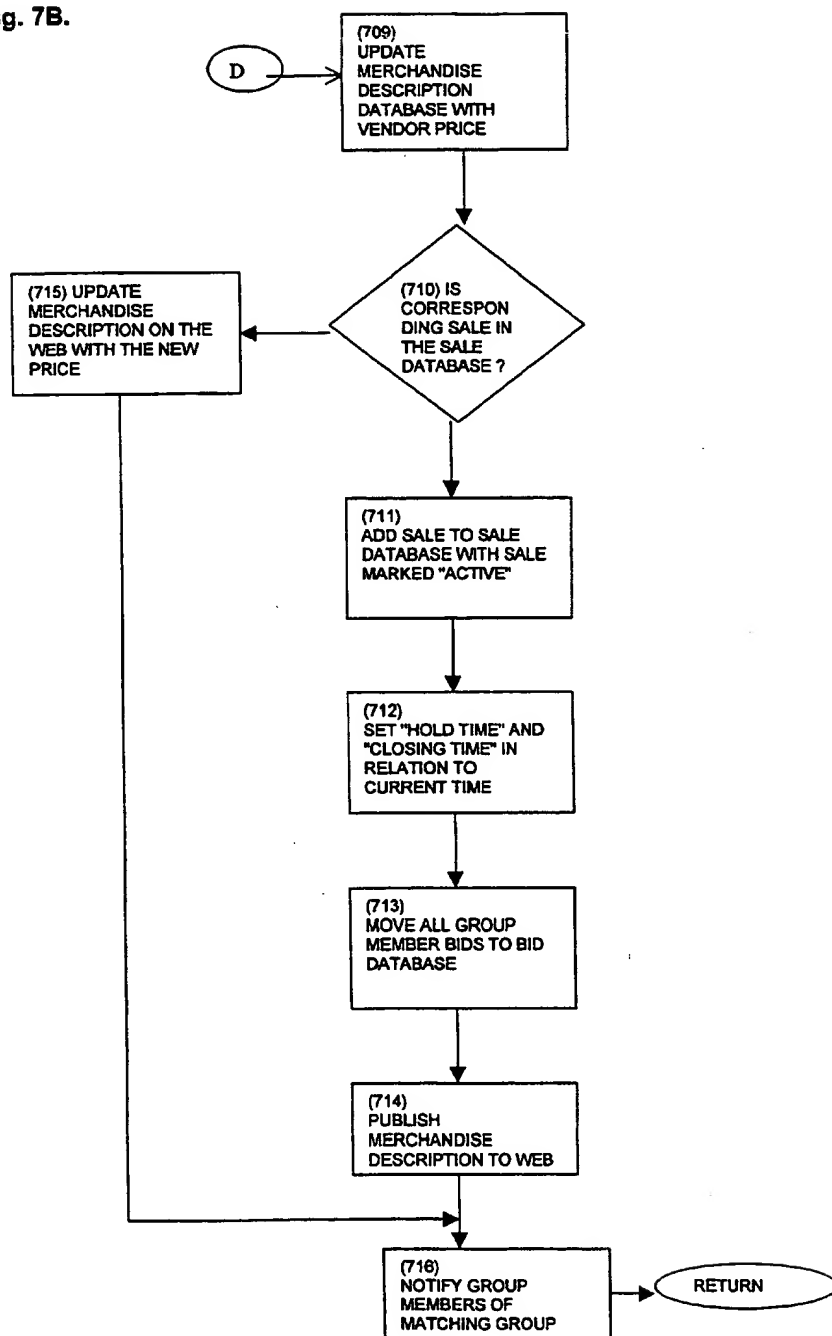 g. 7B.
D
(709)
UPDATE
MERCHANDISE
DESCRIPTION
DATABASE WITH
VENDOR PRICE
(710) IS
CORRESPON
DING SALE IN
THE SALE
DATABASE ?
(715) UPDATE
MERCHANDISE
DESCRIPTION ON THE
WEB WITH THE NEW
PRICE
(711)
ADD SALE TO SALE
DATABASE WITH SALE
MARKED "ACTIVE"
(712)
SET "HOLD TIME" AND
"CLOSING TIME" IN
RELATION TO
CURRENT TIME
(713)
MOVE ALL GROUP
MEMBER BIDS TO BID
DATABASE
(714)
PUBLISH
MERCHANDISE
DESCRIPTION TO WEB
(716)
NOTIFY GROUP
MEMBERS OF
MATCHING GROUP
RETURN